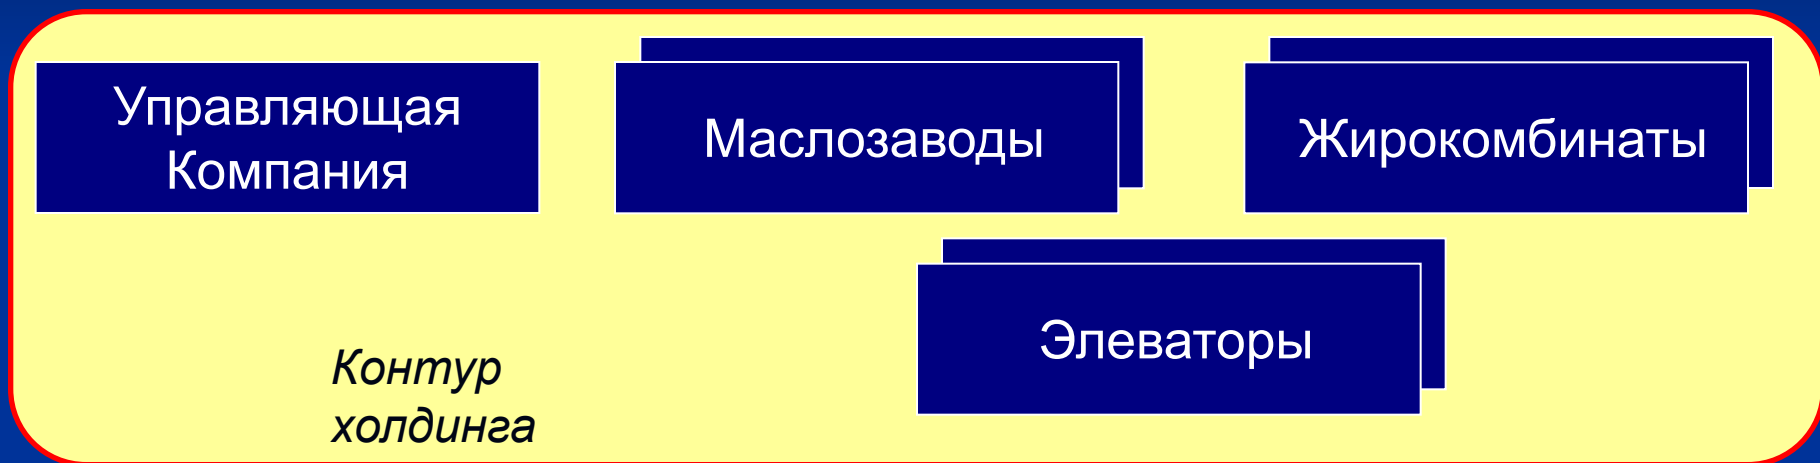 Управляющая
Компания
Маслозаводы
Жирокомбинаты
Элеваторы
Контур
холдинга